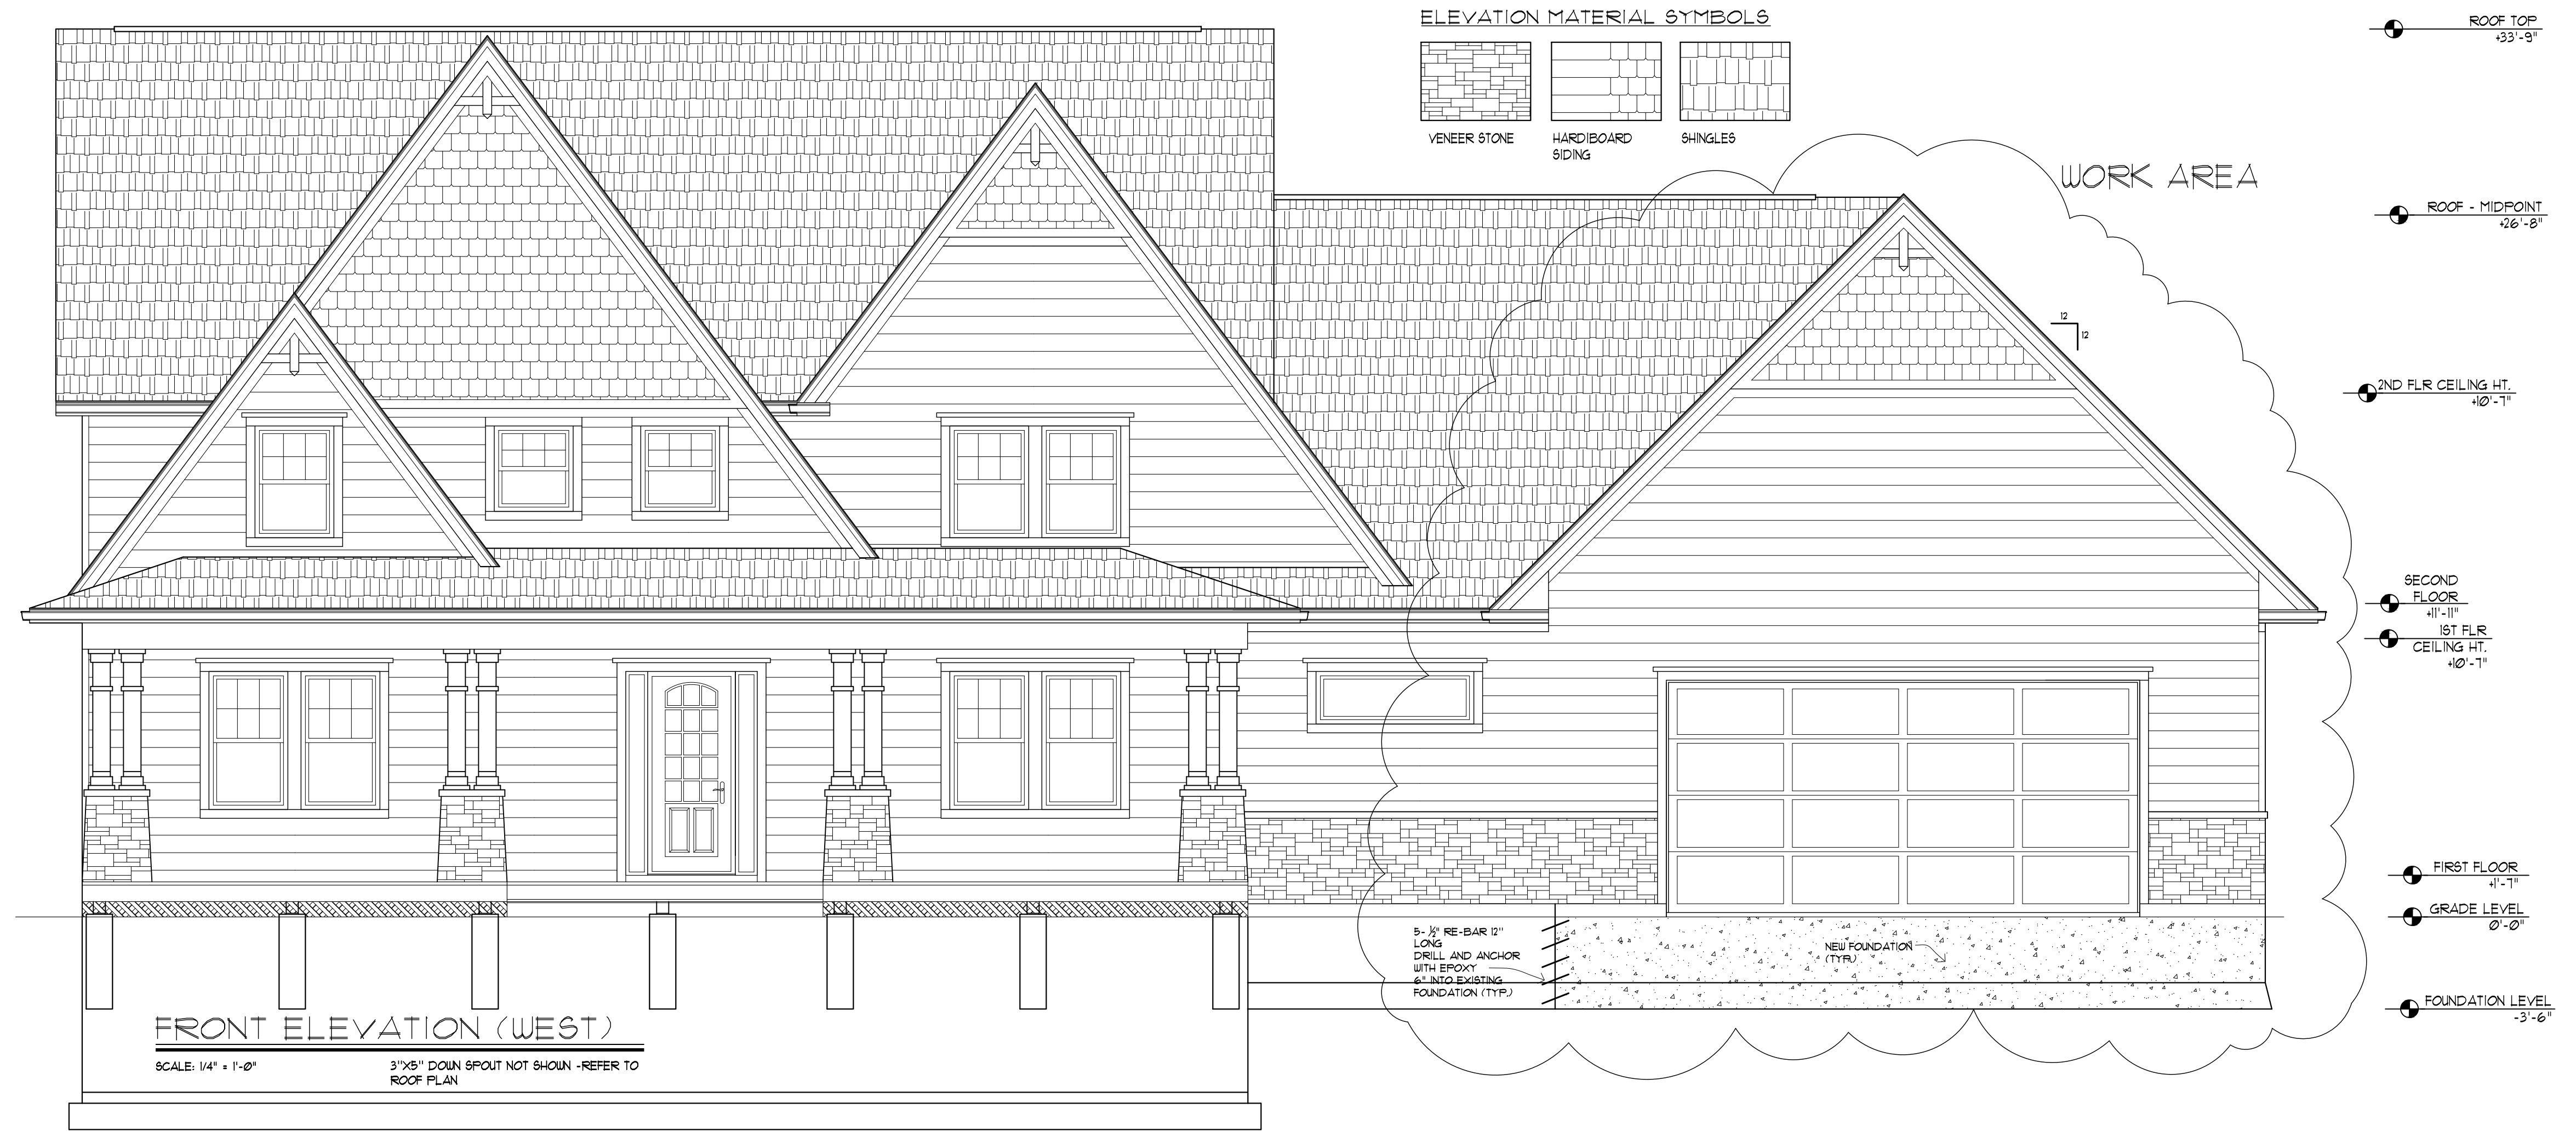 ELEVATION MATERIAL SYMBOLS
VENEER STONE
HARDIBOARD
SIDING
SHINGLES
WORK AREA
12
12
ROOF TOP
+33'-9"
ROOF - MIDPOINT
+26'-8"
2ND FLR CEILING HT.
+10'-7"
SECOND
FLOOR
+11'-11"
1ST FLR
CEILING HT.
+10'-7"
FIRST FLOOR
+1'-7"
GRADE LEVEL
0'-0"
FOUNDATION LEVEL
-3'-6"
5- ½" RE-BAR 12"
LONG
DRILL AND ANCHOR
WITH EPOXY
6" INTO EXISTING
FOUNDATION (TYP.)
NEW FOUNDATION
(TYP.)
FRONT ELEVATION (WEST)
SCALE: 1/4" = 1'-0"
3"X5" DOWN SPOUT NOT SHOWN -REFER TO
ROOF PLAN